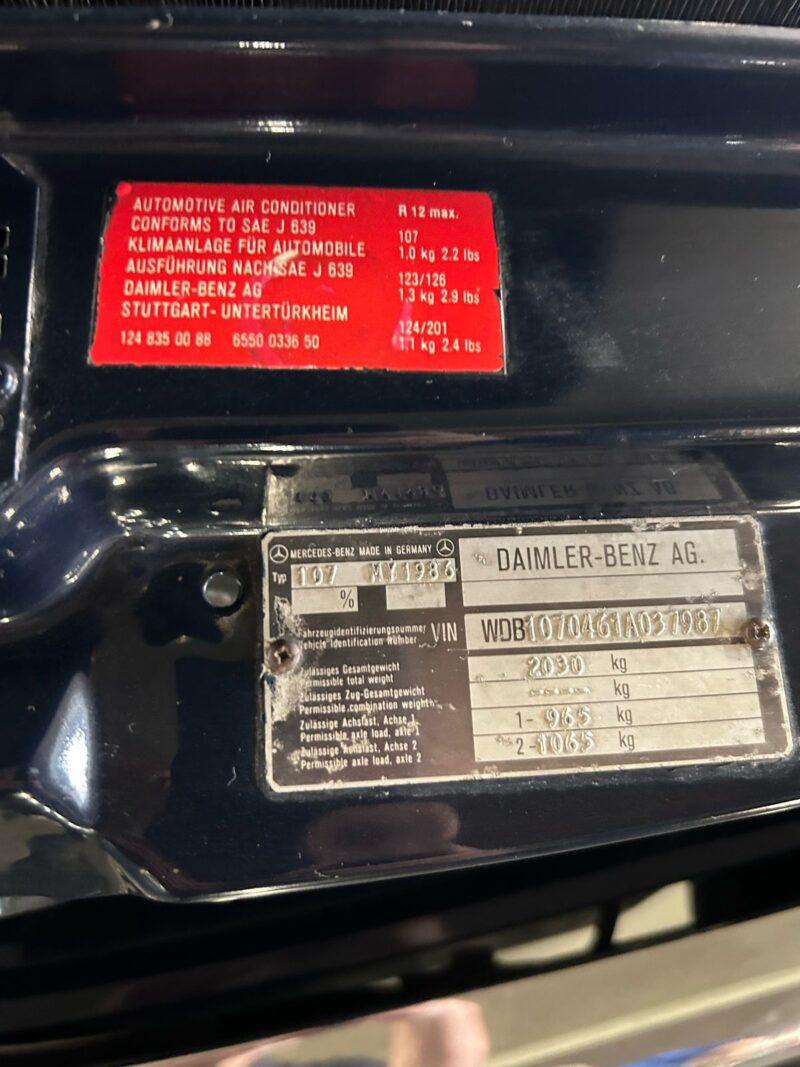 AUTOMOTIVE AIR CONDITIONER
CONFORMS TO SAE J 639
KLIMAANLAGE FÜR AUTOMOBILE
AUSFÜHRUNG NACH SAE J 639
DAIMLER-BENZ AG
STUTTGART- UNTERTÜRKHEIM
124 835 00 88 6550 0336 50
R 12 max.
107
1,0 kg 2.2 lbs
123/126
1,3 kg 2.9 lbs
124/201
1,1 kg 2.4 lbs
MERCEDES-BENZ MADE IN GERMANY
DAIMLER-BENZ AG.
Typ 107 MY1986
%
Fahrzeugidentifizierungsnummer
Vehicle Identification Number
VIN WDB1070461A037987
Zulässiges Gesamtgewicht
Permissible total weight
2030 kg
Zulässiges Zug-Gesamtgewicht
Permissible combination weight
---- kg
Zulässige Achslast, Achse 1
Permissible axle load, axle 1
1- 965 kg
Zulässige Achslast, Achse 2
Permissible axle load, axle 2
2- 1065 kg